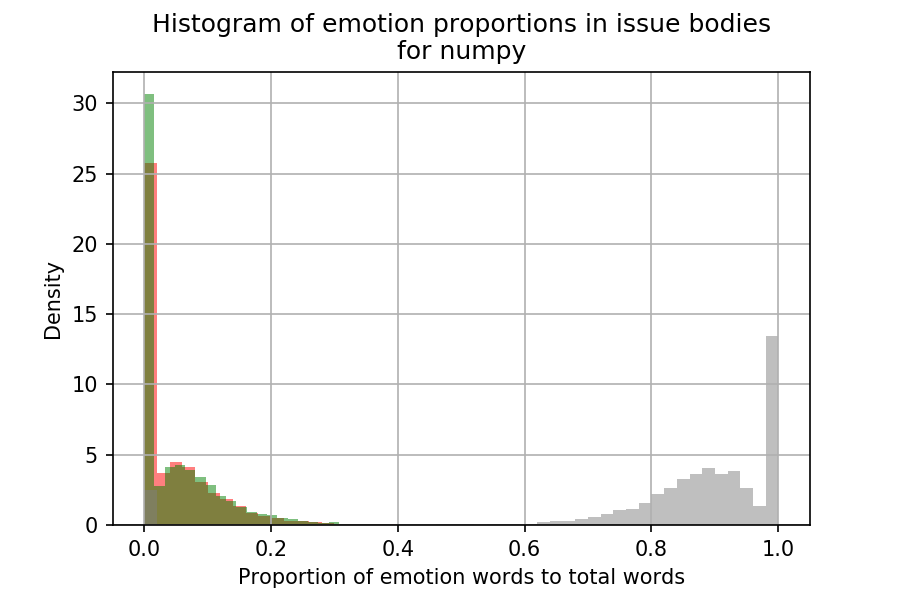 Histogram of emotion proportions in issue bodies
for numpy
30
25
20
15
10
5
0
Density
0.0 0.2 0.4 0.6 0.8 1.0
Proportion of emotion words to total words